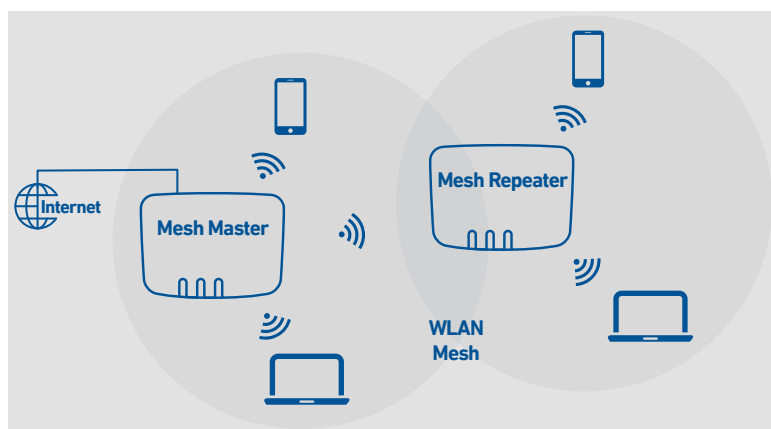 Internet
Mesh Master
Mesh Repeater
WLAN
Mesh